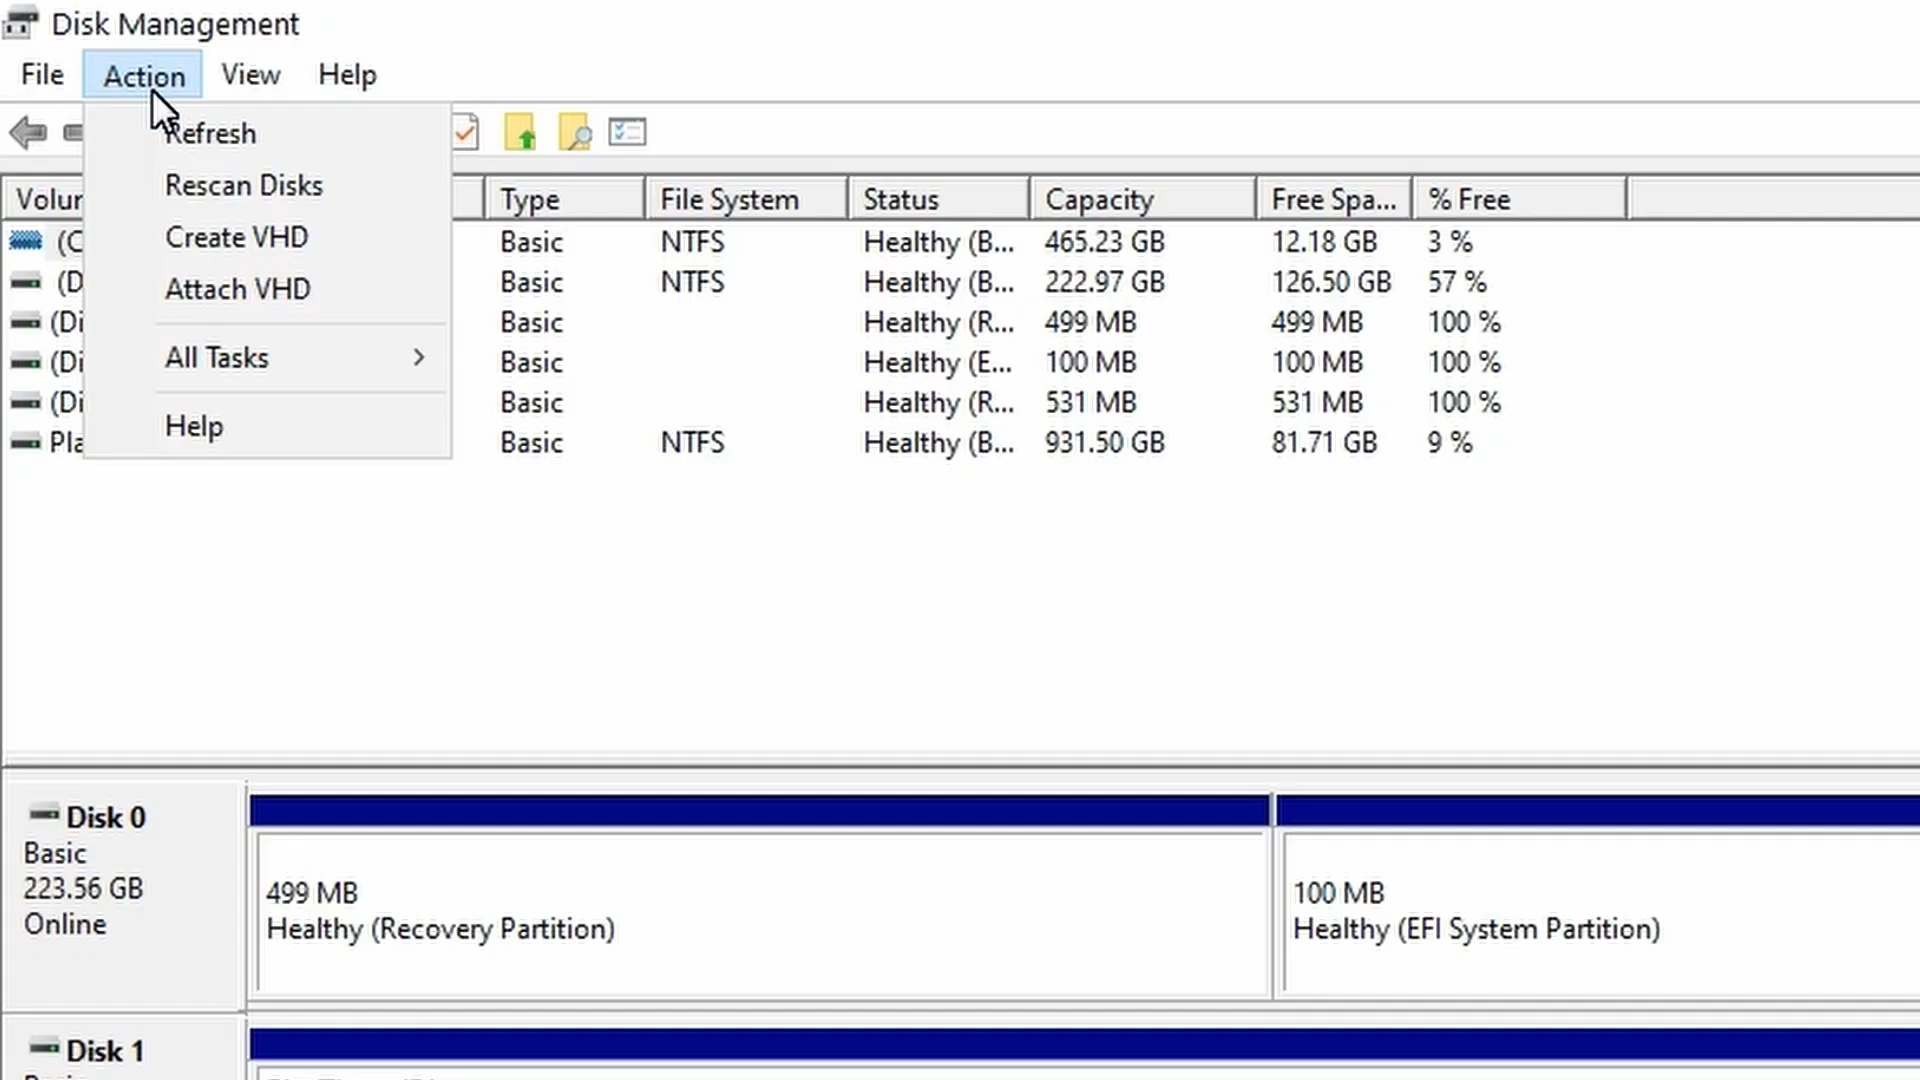 Disk Management
File Action View Help
Refresh
Rescan Disks
Create VHD
Attach VHD
All Tasks
Help
Type File System Status Capacity Free Spa... % Free
(C Basic NTFS Healthy (B... 465.23 GB 12.18 GB 3 %
(D Basic NTFS Healthy (B... 222.97 GB 126.50 GB 57 %
(Di Basic Healthy (R... 499 MB 499 MB 100 %
(Di Basic Healthy (E... 100 MB 100 MB 100 %
(Di Basic Healthy (R... 531 MB 531 MB 100 %
Pla Basic NTFS Healthy (B... 931.50 GB 81.71 GB 9 %
Disk 0
Basic
223.56 GB
Online
499 MB
Healthy (Recovery Partition)
100 MB
Healthy (EFI System Partition)
Disk 1